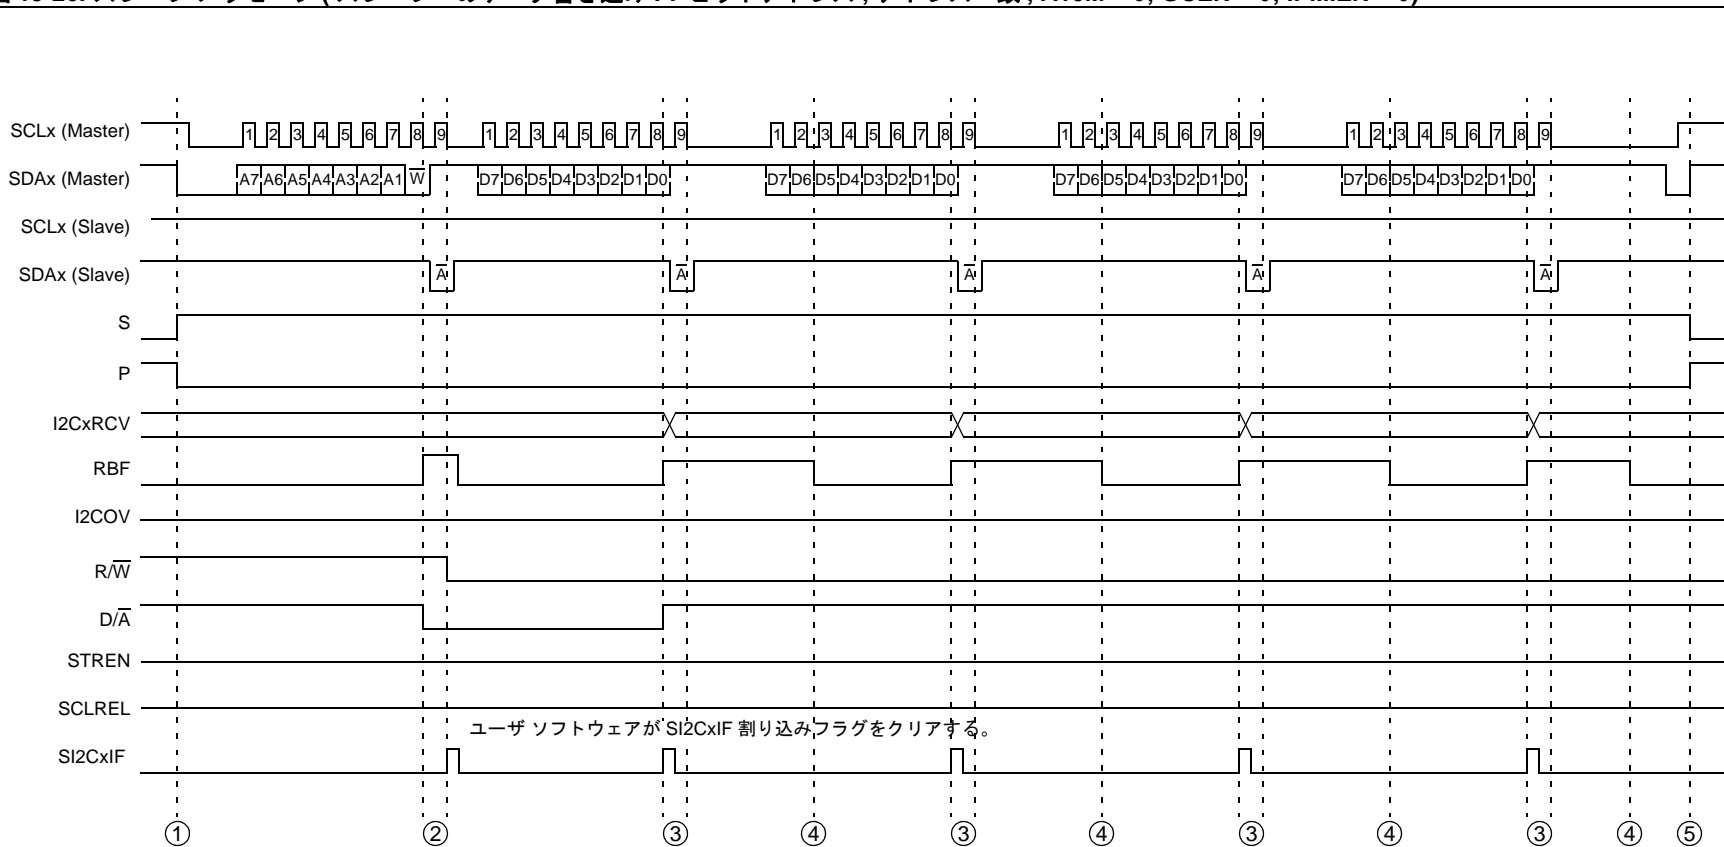 SCLx (Master)
1 2 3 4 5 6 7 8 9 1 2 3 4 5 6 7 8 9 1 2 3 4 5 6 7 8 9 1 2 3 4 5 6 7 8 9 1 2 3 4 5 6 7 8 9
SDAx (Master)
A7 A6 A5 A4 A3 A2 A1 W̅ D7 D6 D5 D4 D3 D2 D1 D0 D7 D6 D5 D4 D3 D2 D1 D0 D7 D6 D5 D4 D3 D2 D1 D0 D7 D6 D5 D4 D3 D2 D1 D0
SCLx (Slave)
SDAx (Slave)
A̅ A̅ A̅ A̅ A̅
S
P
I2CxRCV
RBF
I2COV
R/W̅
D/A̅
STREN
SCLREL
ユーザ ソフトウェアが SI2CxIF 割り込みフラグをクリアする。
SI2CxIF
① ② ③ ④ ③ ④ ③ ④ ③ ④ ⑤